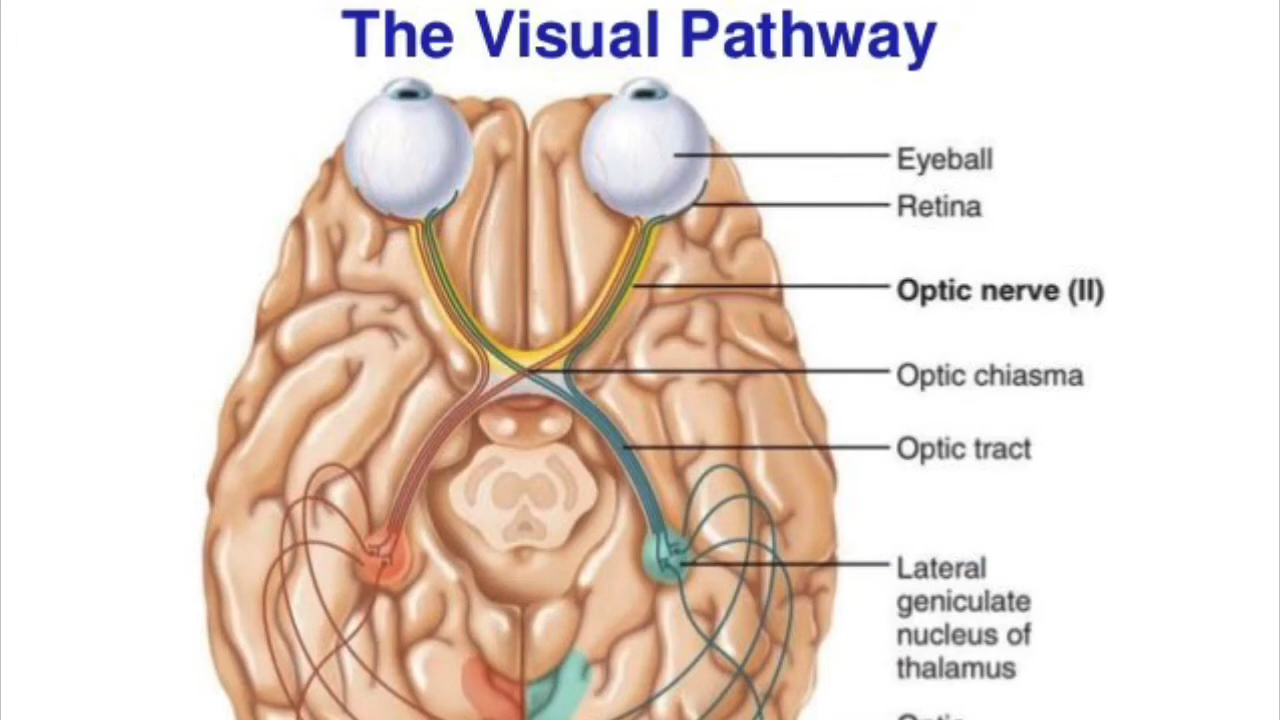 The Visual Pathway
Eyeball
Retina
Optic nerve (II)
Optic chiasma
Optic tract
Lateral
geniculate
nucleus of
thalamus